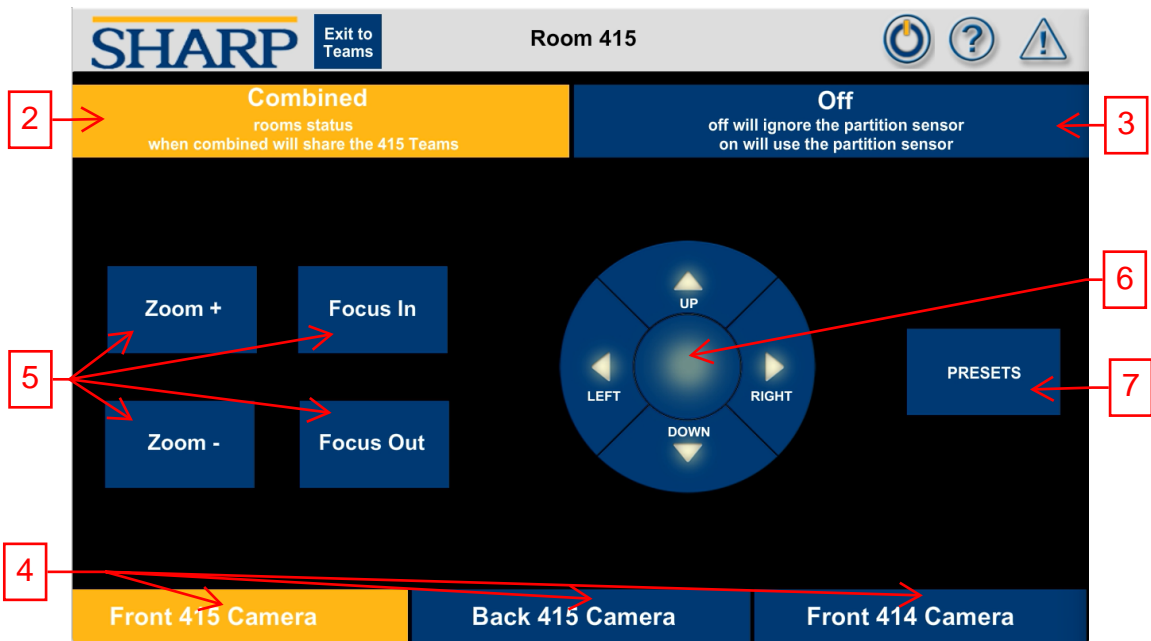 SHARP
Exit to
Teams
Room 415
2
Combined
rooms status
when combined will share the 415 Teams
Off
off will ignore the partition sensor
on will use the partition sensor
3
Zoom +
Focus In
UP
6
5
LEFT
RIGHT
PRESETS
7
Zoom -
Focus Out
DOWN
4
Front 415 Camera
Back 415 Camera
Front 414 Camera